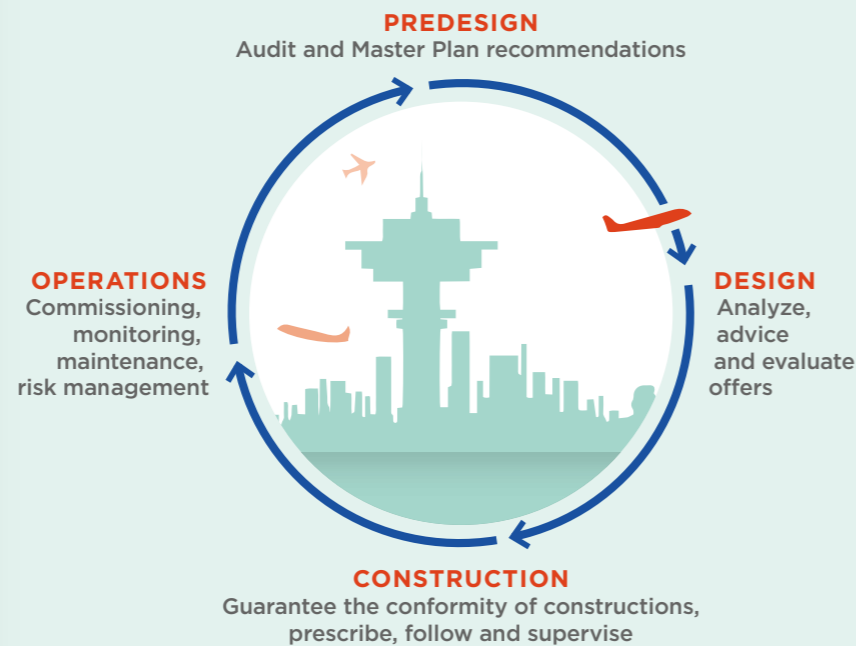 PREDESIGN
Audit and Master Plan recommendations
OPERATIONS
Commissioning,
monitoring,
maintenance,
risk management
DESIGN
Analyze,
advice
and evaluate
offers
CONSTRUCTION
Guarantee the conformity of constructions,
prescribe, follow and supervise